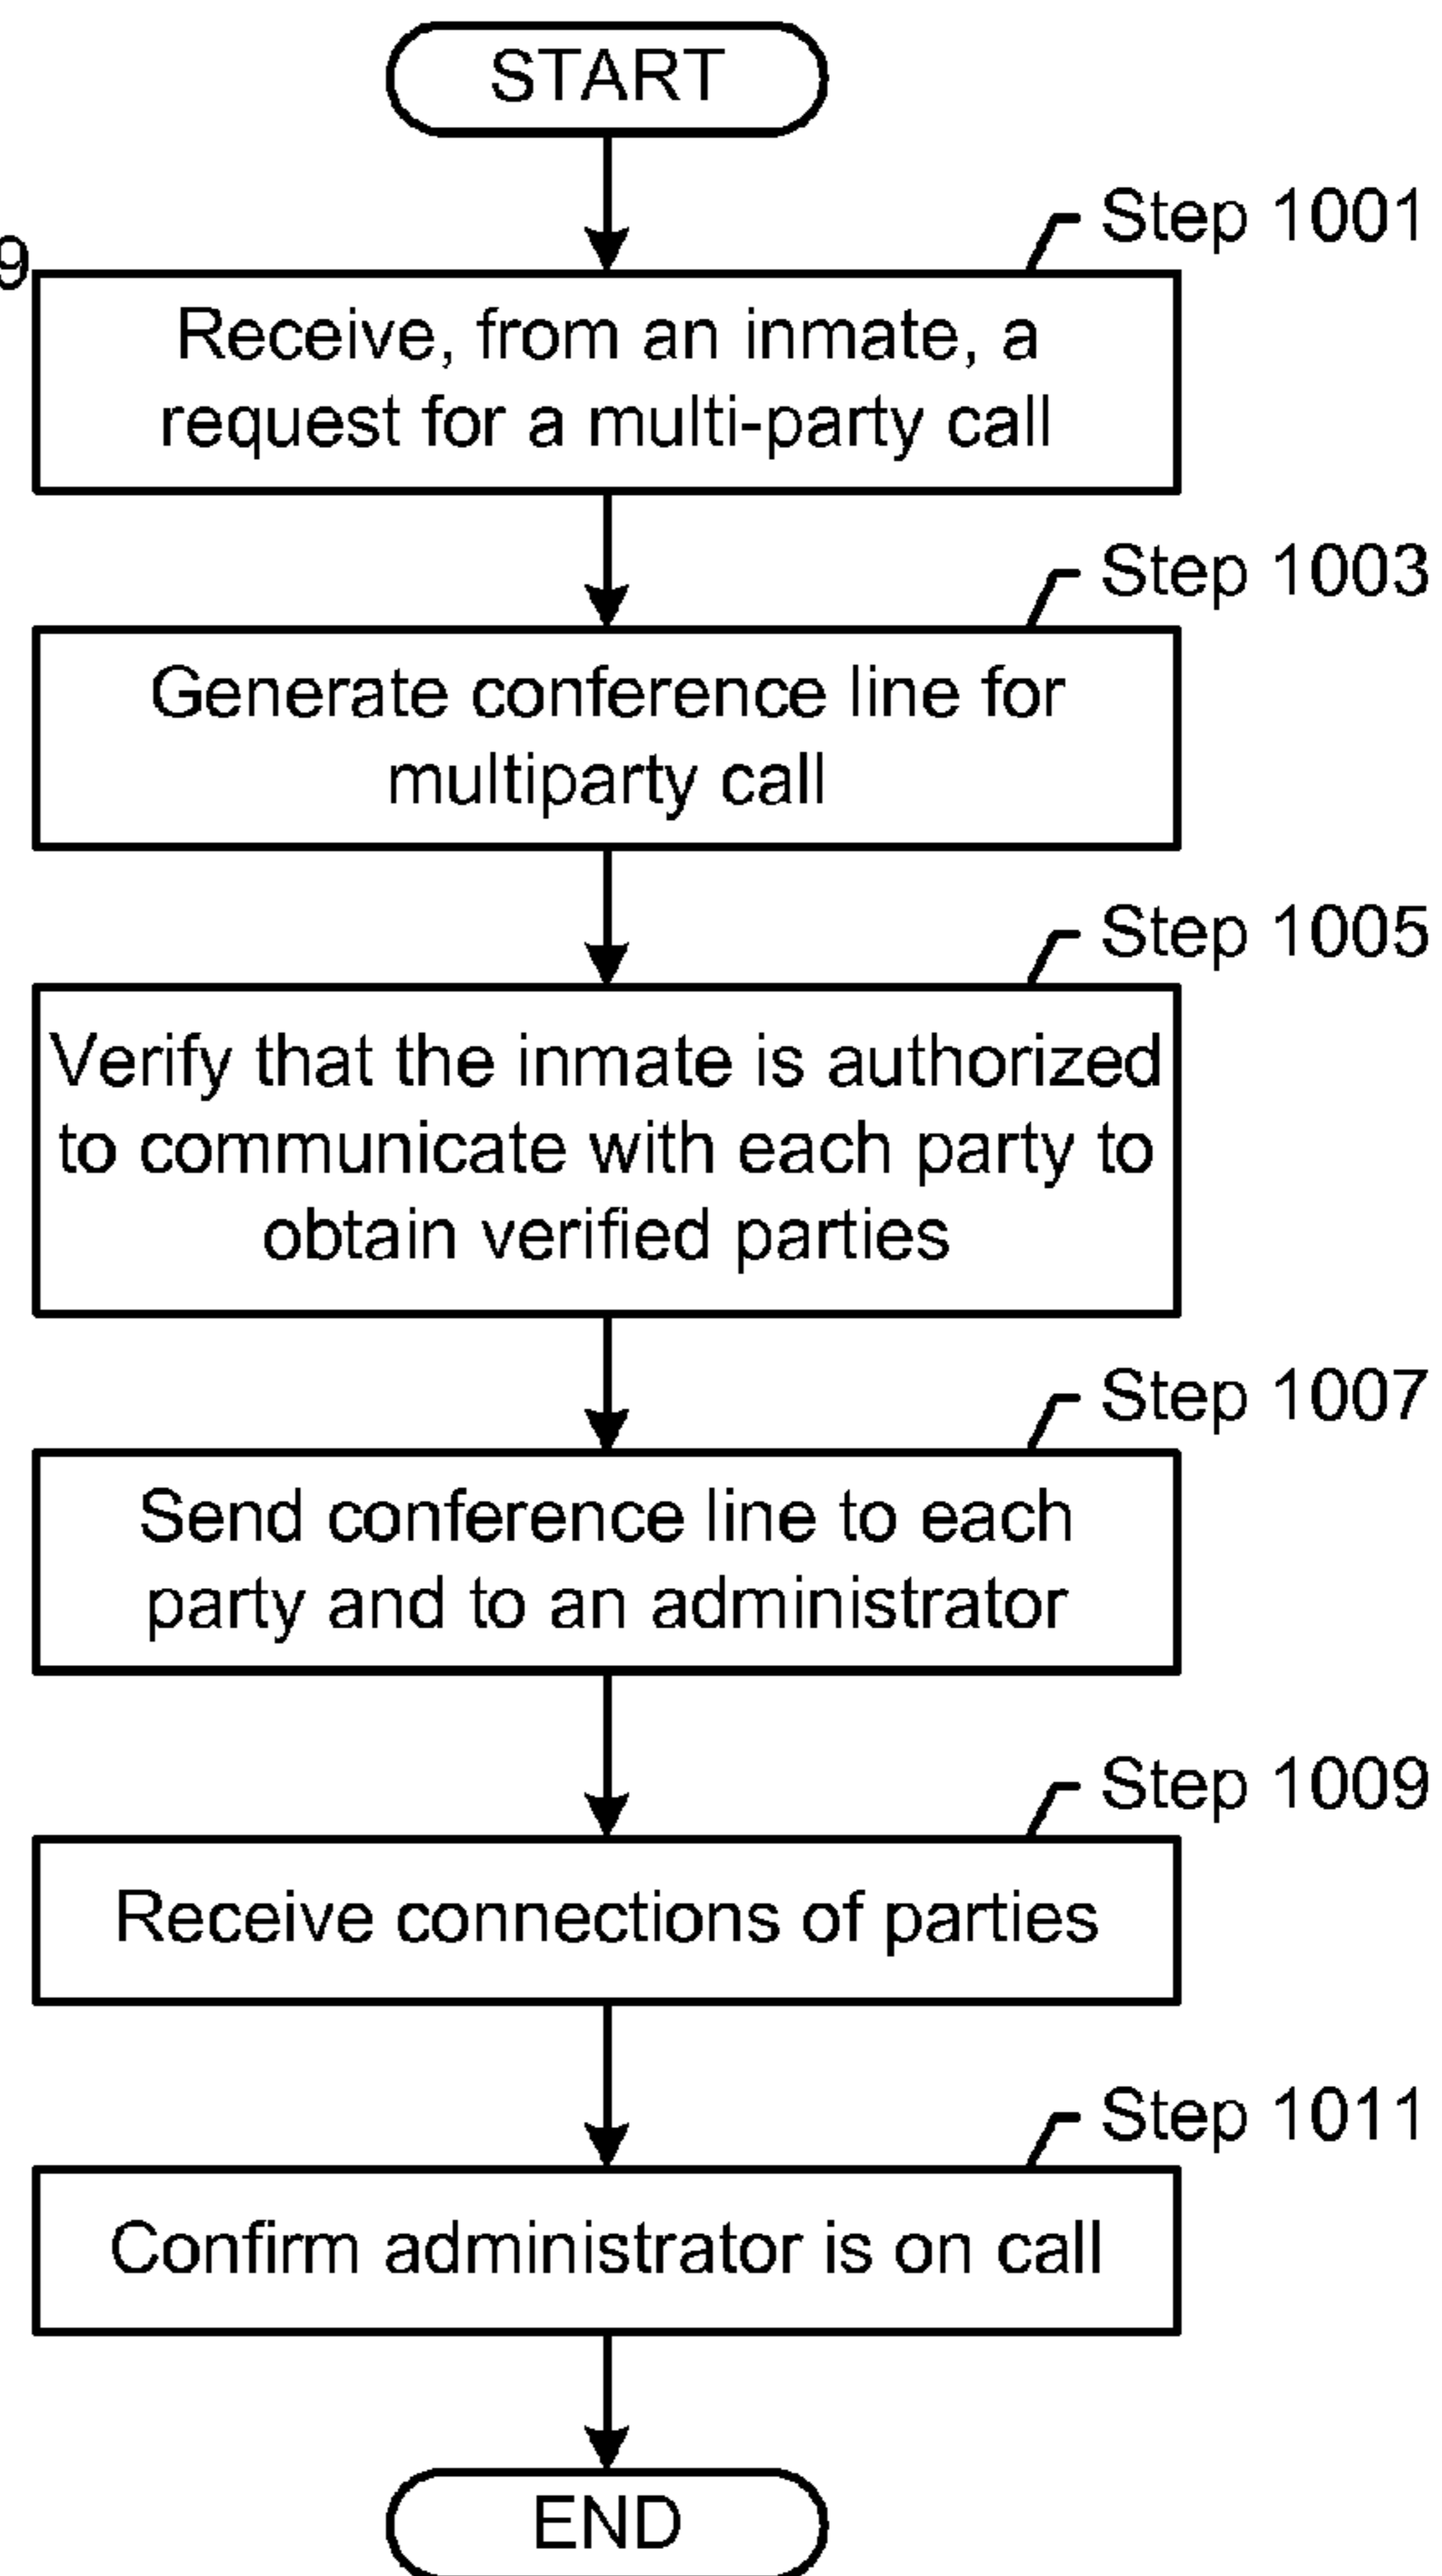 START
Step 1001
9
Receive, from an inmate, a
request for a multi-party call
Step 1003
Generate conference line for
multiparty call
Step 1005
Verify that the inmate is authorized
to communicate with each party to
obtain verified parties
Step 1007
Send conference line to each
party and to an administrator
Step 1009
Receive connections of parties
Step 1011
Confirm administrator is on call
END